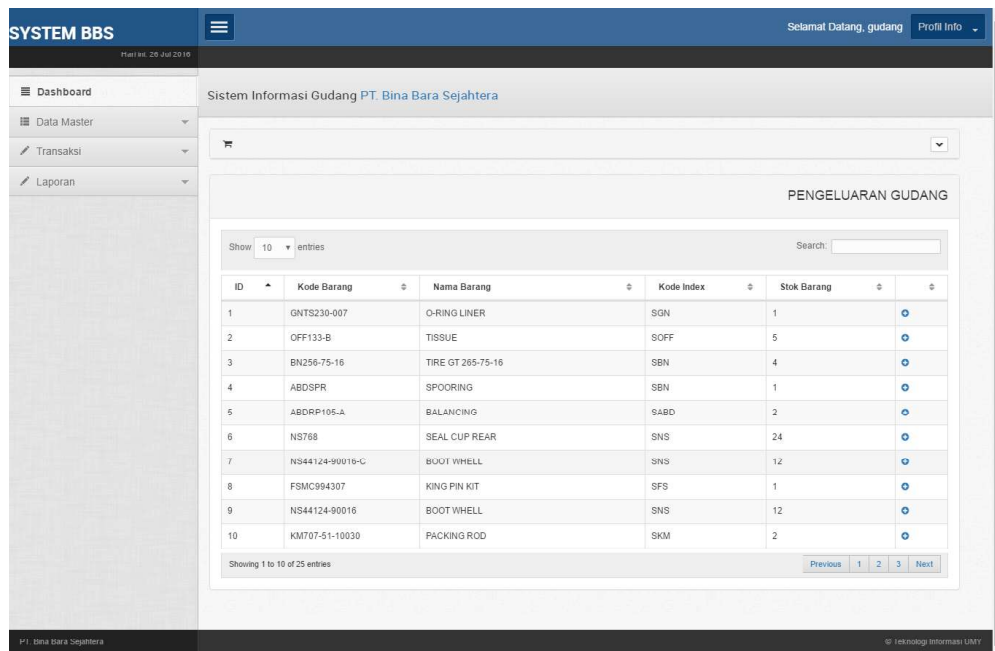 SYSTEM BBS
Selamat Datang, gudang Profil Info
Hari ini, 26 Jul 2016
Dashboard
Data Master
Transaksi
Laporan
Sistem Informasi Gudang PT. Bina Bara Sejahtera
PENGELUARAN GUDANG
Show 10 entries Search:
ID Kode Barang Nama Barang Kode Index Stok Barang
1 GNTS230-007 O-RING LINER SGN 1
2 OFF133-B TISSUE SOFF 5
3 BN256-75-16 TIRE GT 265-75-16 SBN 4
4 ABDSPR SPOORING SBN 1
5 ABDRP105-A BALANCING SABD 2
6 NS768 SEAL CUP REAR SNS 24
7 NS44124-90016-C BOOT WHELL SNS 12
8 FSMC994307 KING PIN KIT SFS 1
9 NS44124-90016 BOOT WHELL SNS 12
10 KM707-51-10030 PACKING ROD SKM 2
Showing 1 to 10 of 25 entries Previous 1 2 3 Next
PT. Bina Bara Sejahtera © Teknologi Informasi UMY